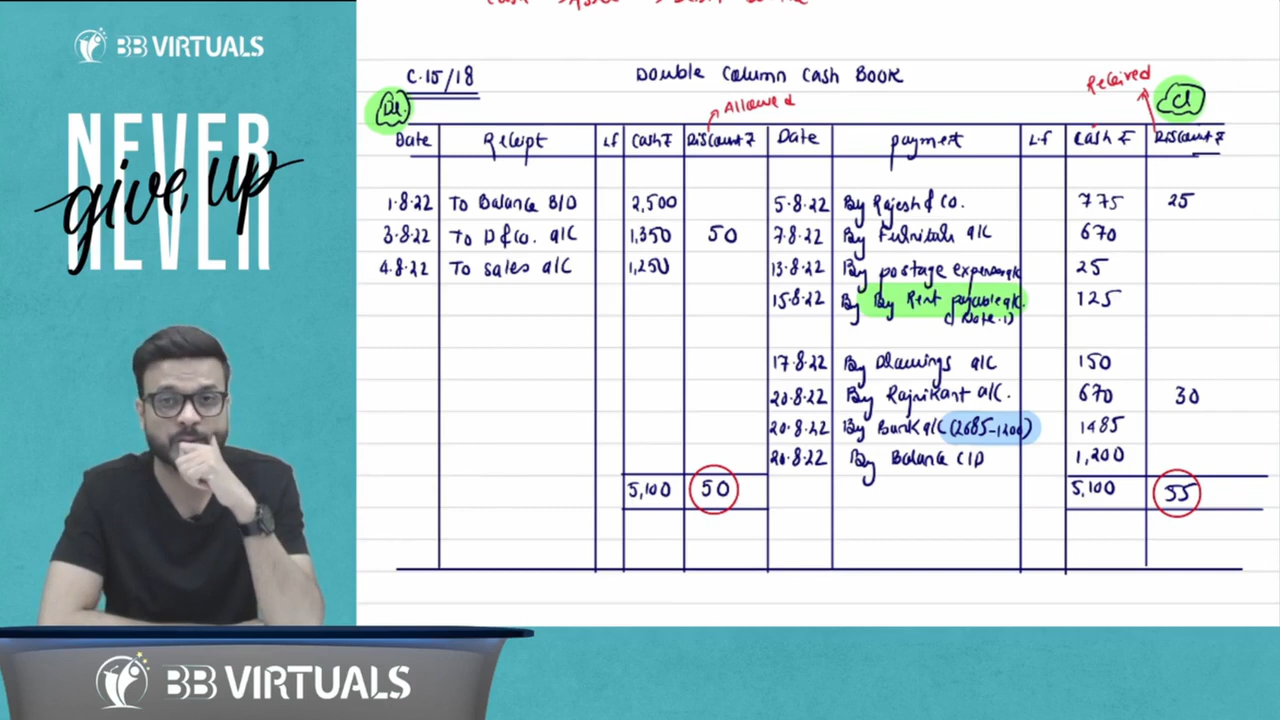 BB VIRTUALS
NEVER
give up
NEVER
BB VIRTUALS
C.15/18
Double Column Cash Book
Received
Dr.
Allowed
Cr
Date Receipt L.f Cash ₹ Discount ₹ Date payment L.f Cash ₹ Discount ₹
1.8.22 To Balance B/D 2,500 5.8.22 By Rajesh & Co. 775 25
3.8.22 To D & Co. a/c 1,350 50 7.8.22 By Furniture a/c 670
4.8.22 To sales a/c 1,250 13.8.22 By postage expenses a/c 25
15.8.22 By By Rent payable a/c. 125
(Note.1)
17.8.22 By Drawings a/c 150
20.8.22 By Rajnikant a/c. 670 30
20.8.22 By Bank a/c (2685-1200) 1485
20.8.22 By Balance C/D 1,200
5,100 50 5,100 55